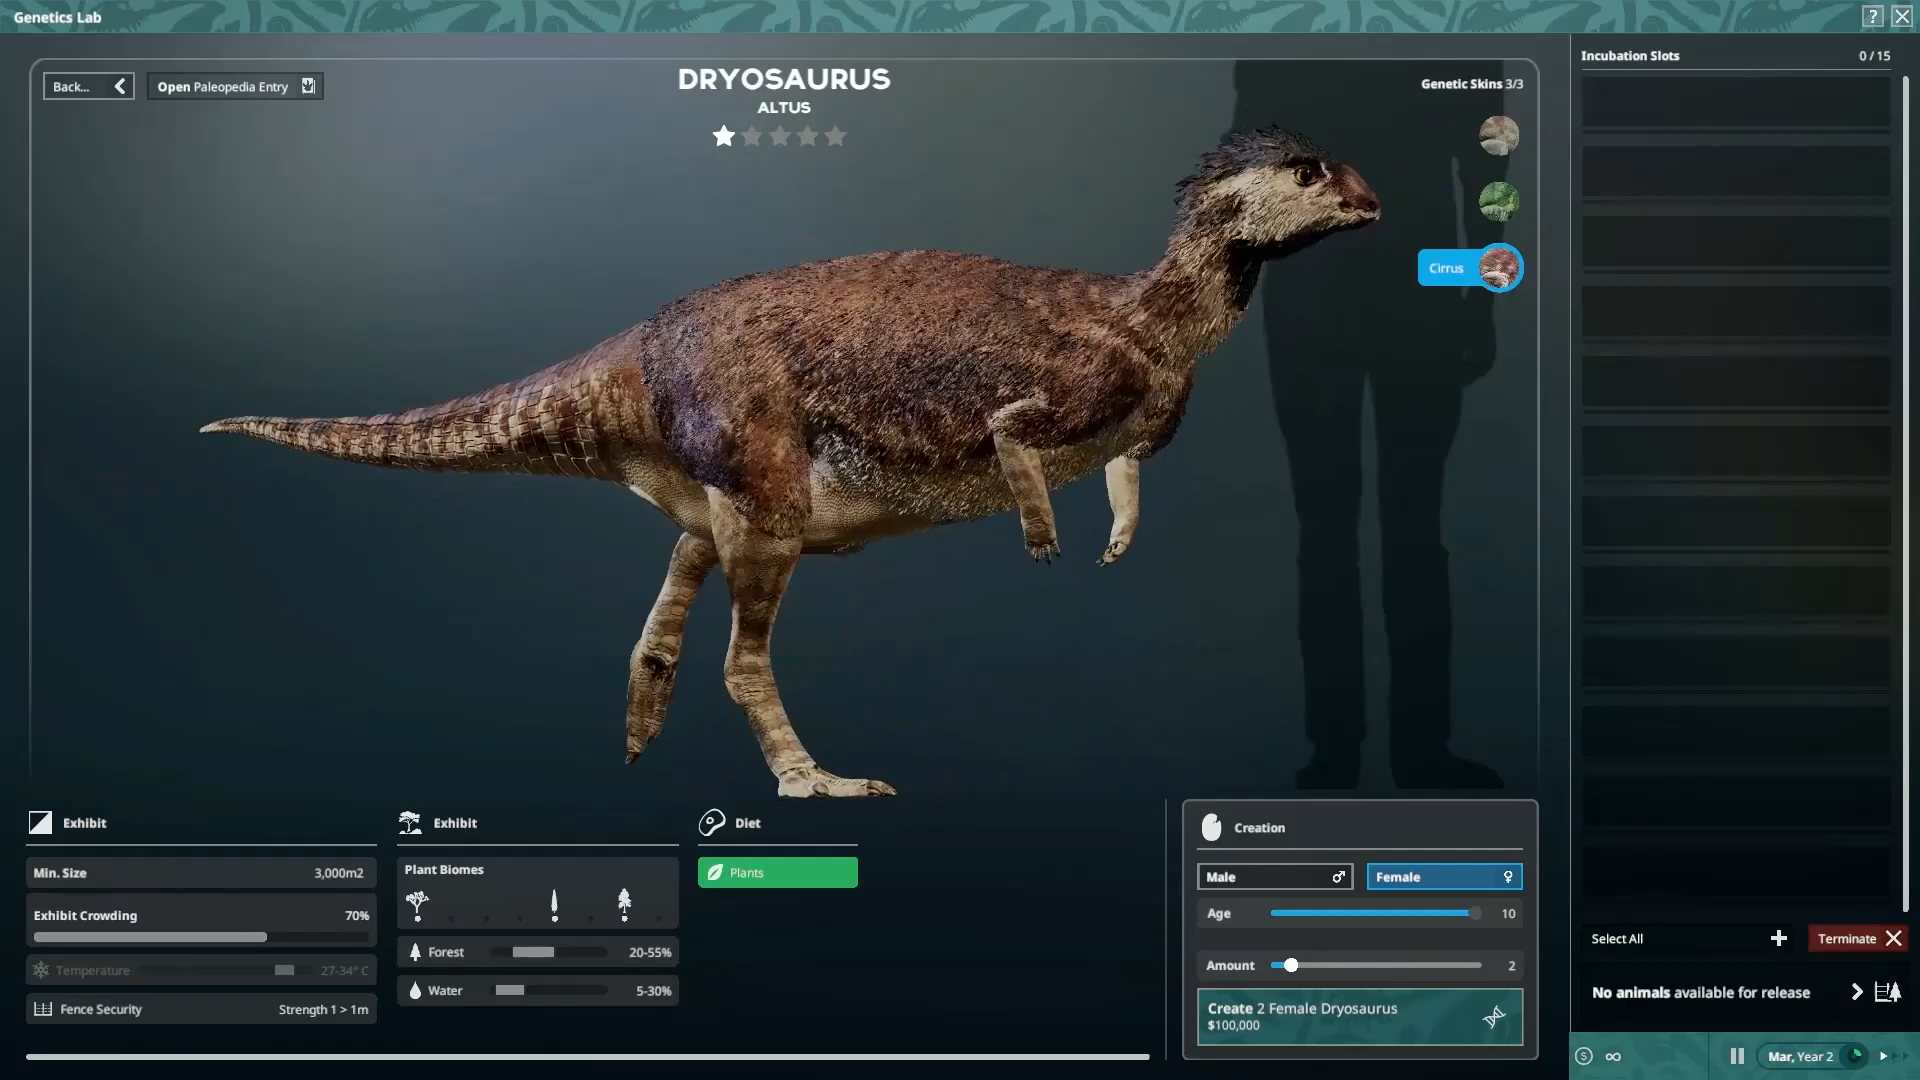 Genetics Lab
?
Back...
Open Paleopedia Entry
DRYOSAURUS
ALTUS
Genetic Skins 3/3
Cirrus
Incubation Slots 0 / 15
Exhibit
Min. Size 3,000m2
Exhibit Crowding 70%
Temperature 27-34° C
Fence Security Strength 1 > 1m
Exhibit
Plant Biomes
Forest 20-55%
Water 5-30%
Diet
Plants
Creation
Male ♂
Female ♀
Age 10
Amount 2
Create 2 Female Dryosaurus
$100,000
Select All
Terminate
No animals available for release
$ ∞
Mar, Year 2